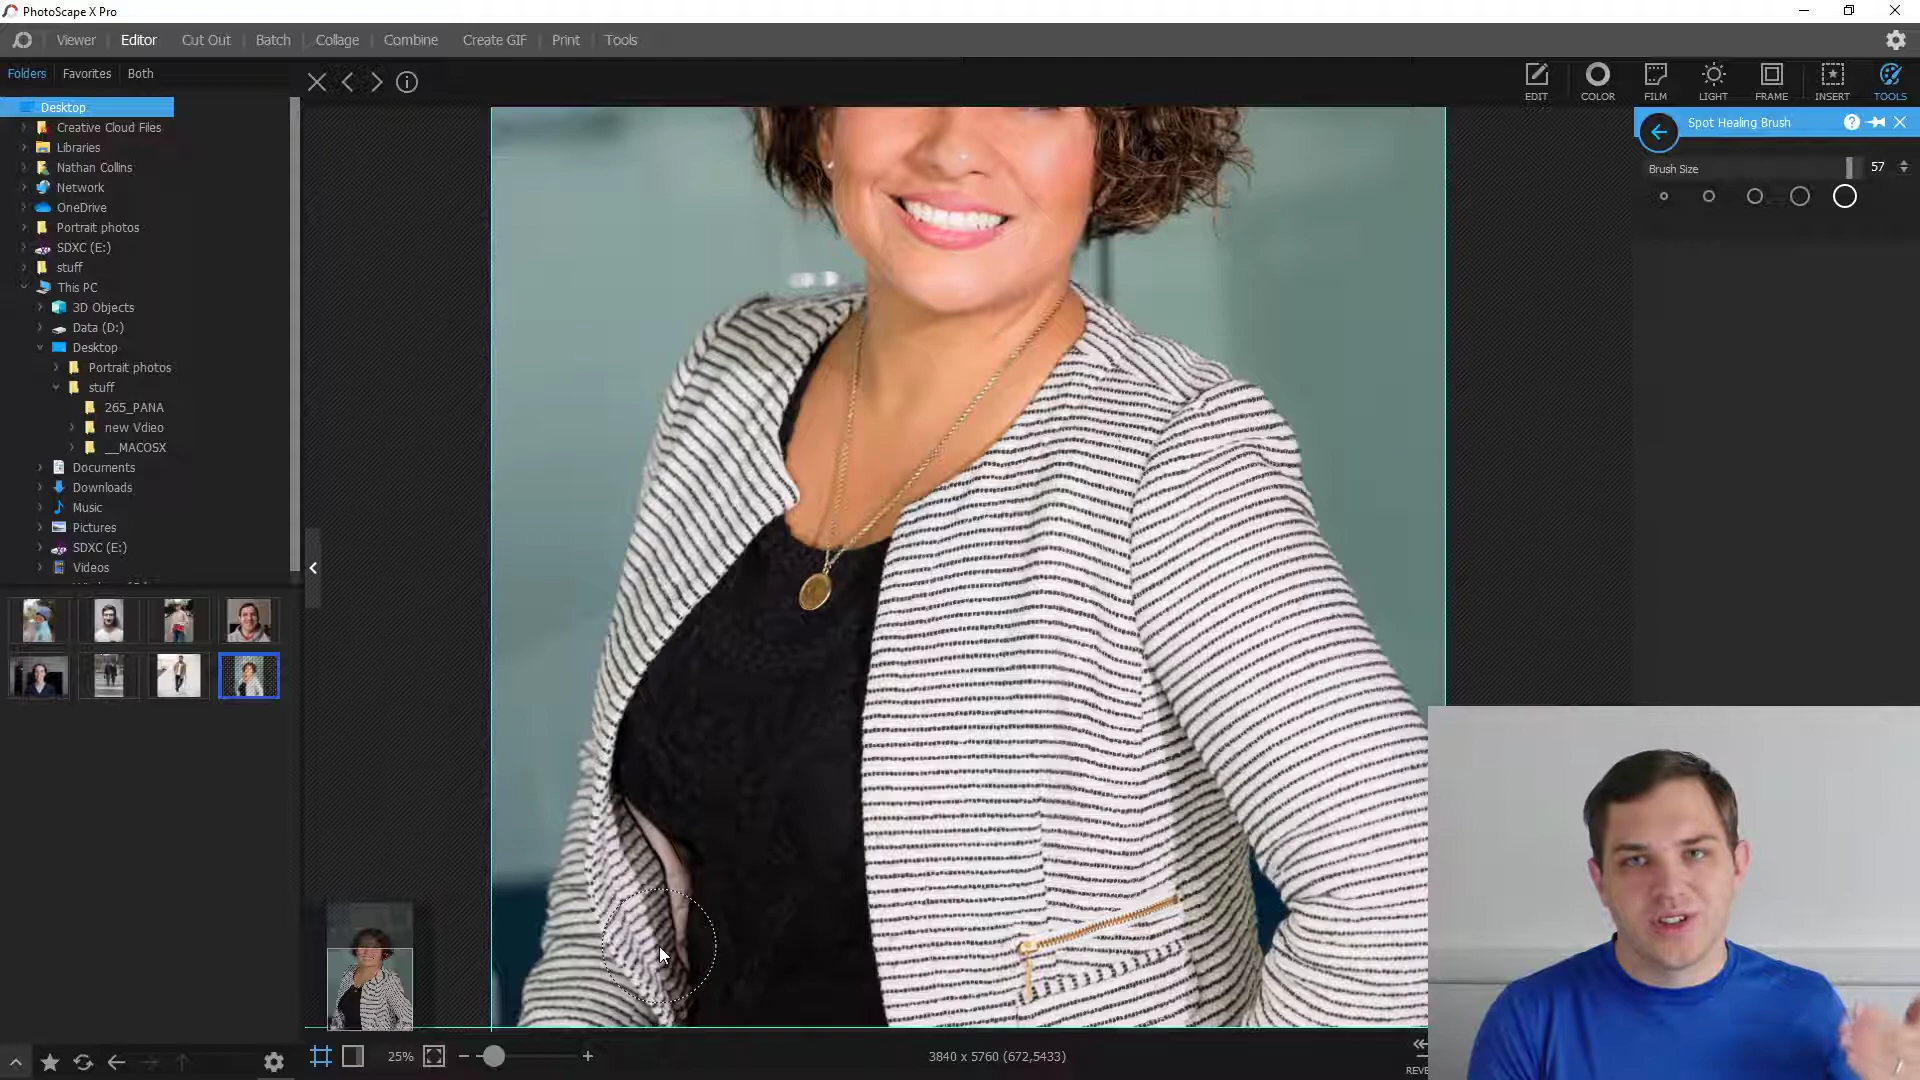 PhotoScape X Pro
Viewer Editor Cut Out Batch Collage Combine Create GIF Print Tools
Folders Favorites Both
EDIT COLOR FILM LIGHT FRAME INSERT TOOLS
Desktop
Creative Cloud Files
Libraries
Nathan Collins
Network
OneDrive
Portrait photos
SDXC (E:)
stuff
This PC
3D Objects
Data (D:)
Desktop
Portrait photos
stuff
265_PANA
new Vdieo
__MACOSX
Documents
Downloads
Music
Pictures
SDXC (E:)
Videos
Spot Healing Brush
Brush Size 57
25%
3840 x 5760 (672,5433)